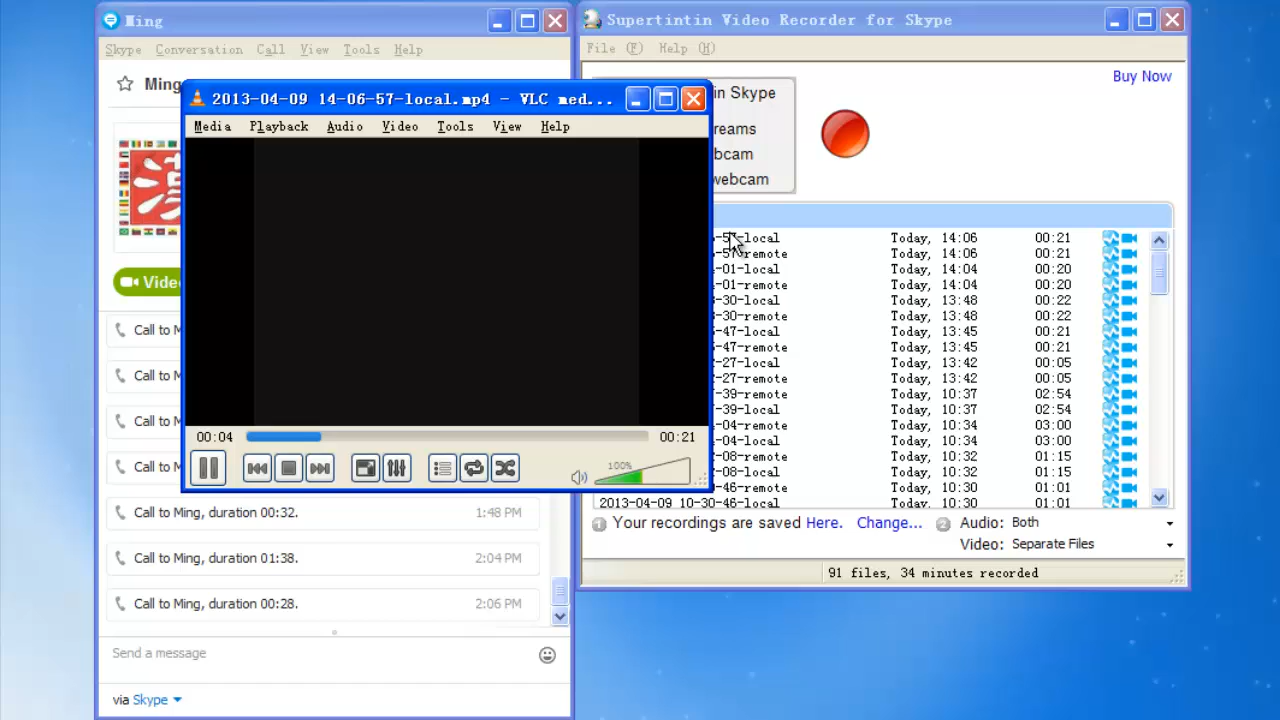 Ming
Skype Conversation Call View Tools Help
Ming
Call to M
Call to M
Call to M
Call to M
Call to Ming, duration 00:32. 1:48 PM
Call to Ming, duration 01:38. 2:04 PM
Call to Ming, duration 00:28. 2:06 PM
Send a message
via Skype
2013-04-09 14-06-57-local.mp4 - VLC med...
Media Playback Audio Video Tools View Help
00:04 00:21
100%
Supertintin Video Recorder for Skype
File (F) Help (H)
Buy Now
in Skype
reams
bcam
webcam
-57-local Today, 14:06 00:21
-57-remote Today, 14:06 00:21
-01-local Today, 14:04 00:20
-01-remote Today, 14:04 00:20
-30-local Today, 13:48 00:22
-30-remote Today, 13:48 00:22
-47-local Today, 13:45 00:21
-47-remote Today, 13:45 00:21
-27-local Today, 13:42 00:05
-27-remote Today, 13:42 00:05
-39-remote Today, 10:37 02:54
-39-local Today, 10:37 02:54
-04-remote Today, 10:34 03:00
-04-local Today, 10:34 03:00
-08-remote Today, 10:32 01:15
-08-local Today, 10:32 01:15
-46-remote Today, 10:30 01:01
2013-04-09 10-30-46-local Today, 10:30 01:01
1 Your recordings are saved Here. Change... 2 Audio: Both
Video: Separate Files
91 files, 34 minutes recorded